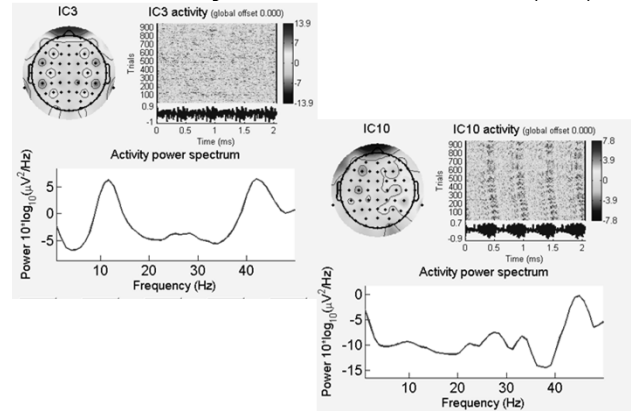 IC3
IC3 activity (global offset 0.000)
Trials
900
800
700
600
500
400
300
200
100
13.9
7
0
-7
-13.9
0.9
-1
0 0.5 1 1.5 2
Time (ms)
Activity power spectrum
Power 10*log10(μV2/Hz)
5
0
-5
10 20 30 40
Frequency (Hz)
IC10
IC10 activity (global offset 0.000)
Trials
900
800
700
600
500
400
300
200
100
7.8
3.9
0
-3.9
-7.8
0.7
-0.9
0 0.5 1 1.5 2
Time (ms)
Activity power spectrum
Power 10*log10(μV2/Hz)
0
-5
-10
-15
10 20 30 40
Frequency (Hz)